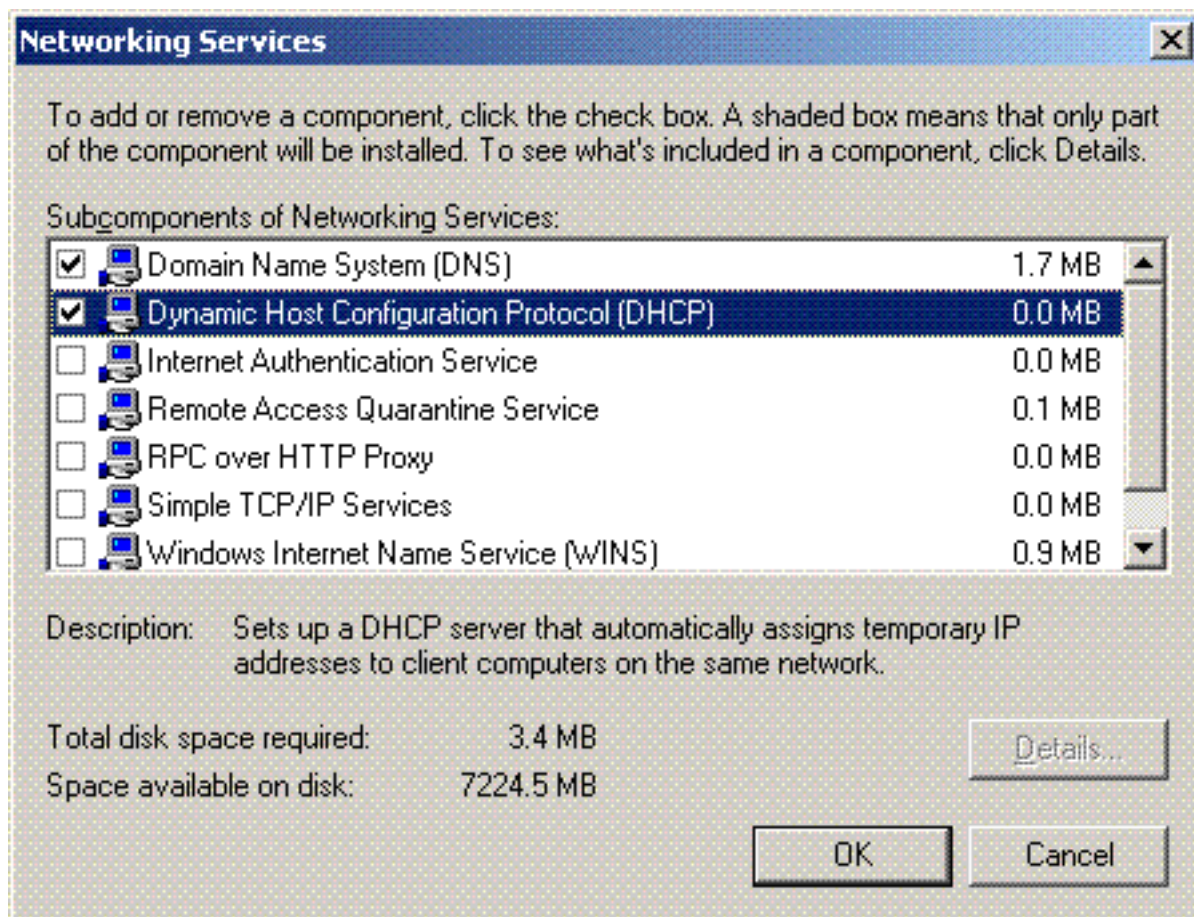 Networking Services
To add or remove a component, click the check box. A shaded box means that only part
of the component will be installed. To see what's included in a component, click Details.
Subcomponents of Networking Services:
Domain Name System (DNS) 1.7 MB
Dynamic Host Configuration Protocol (DHCP) 0.0 MB
Internet Authentication Service 0.0 MB
Remote Access Quarantine Service 0.1 MB
RPC over HTTP Proxy 0.0 MB
Simple TCP/IP Services 0.0 MB
Windows Internet Name Service (WINS) 0.9 MB
Description: Sets up a DHCP server that automatically assigns temporary IP
addresses to client computers on the same network.
Total disk space required: 3.4 MB
Space available on disk: 7224.5 MB
Details...
OK Cancel